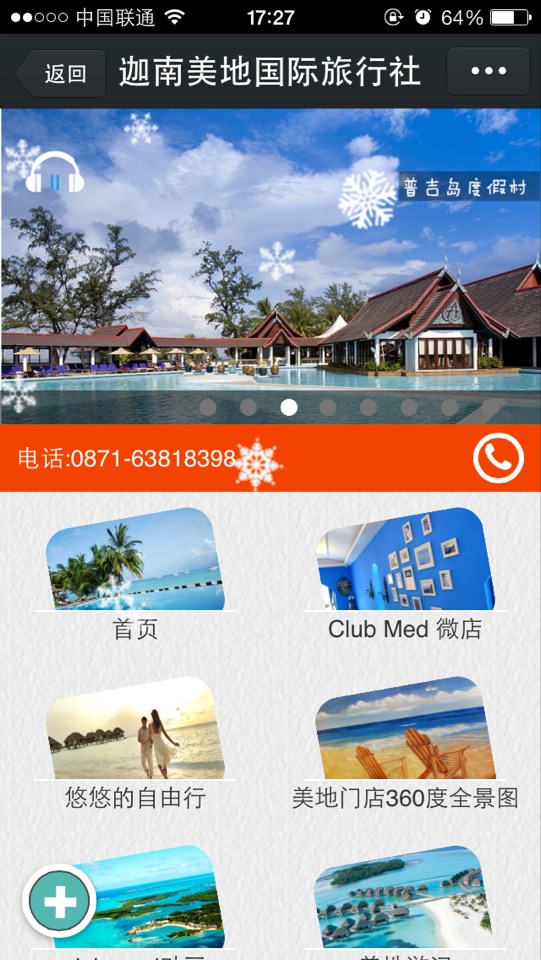 中国联通 17:27 64%
返回 迦南美地国际旅行社
普吉岛度假村
电话:0871-63818398
首页 Club Med 微店
悠悠的自由行 美地门店360度全景图